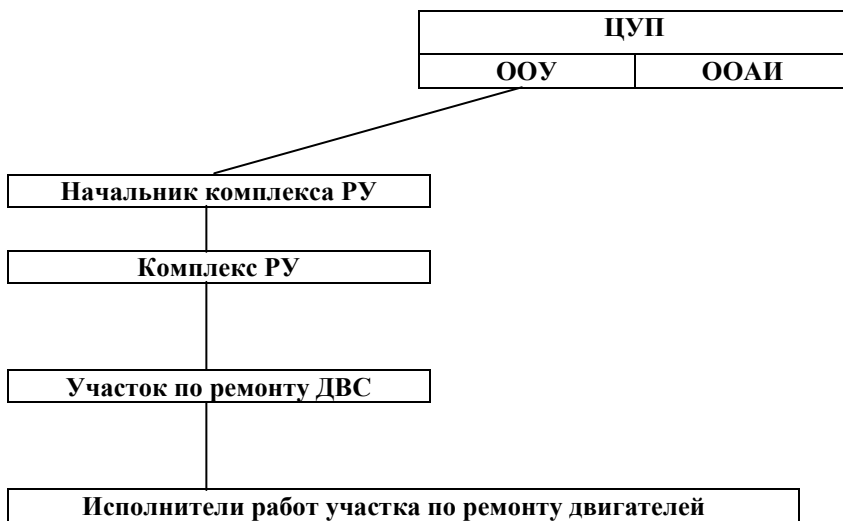 ЦУП
ООУ ООАИ
Начальник комплекса РУ
Комплекс РУ
Участок по ремонту ДВС
Исполнители работ участка по ремонту двигателей